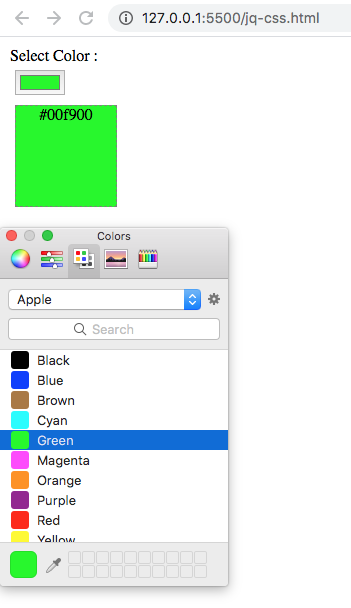 127.0.0.1:5500/jq-css.html
Select Color :
#00f900
Colors
Apple
Search
Black
Blue
Brown
Cyan
Green
Magenta
Orange
Purple
Red
Yellow